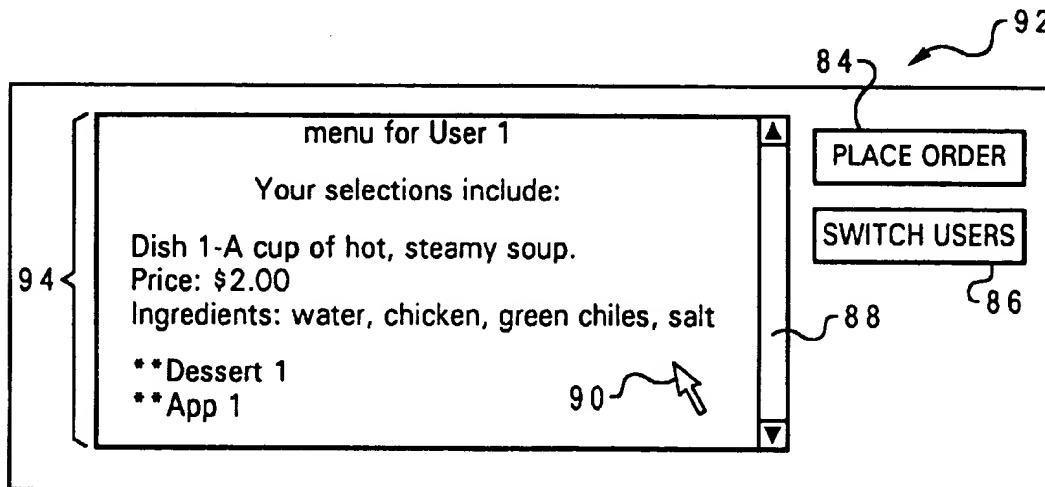 92
84
menu for User 1
PLACE ORDER
Your selections include:
SWITCH USERS
Dish 1-A cup of hot, steamy soup.
94
Price: $2.00
86
Ingredients: water, chicken, green chiles, salt
88
**Dessert 1
90
**App 1